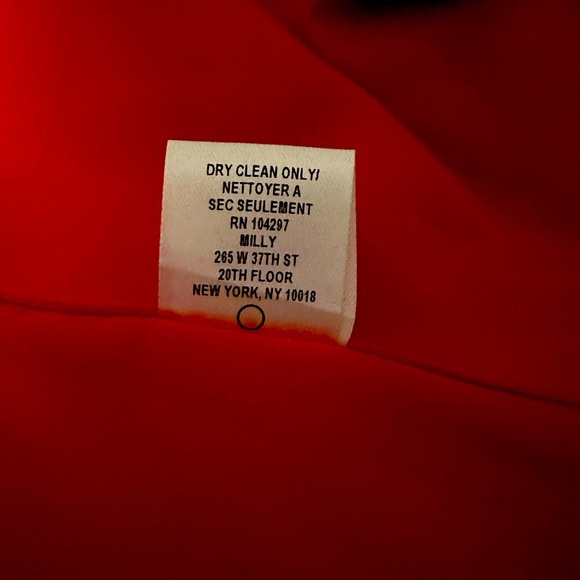 DRY CLEAN ONLY/
NETTOYER A
SEC SEULEMENT
RN 104297
MILLY
265 W 37TH ST
20TH FLOOR
NEW YORK, NY 10018